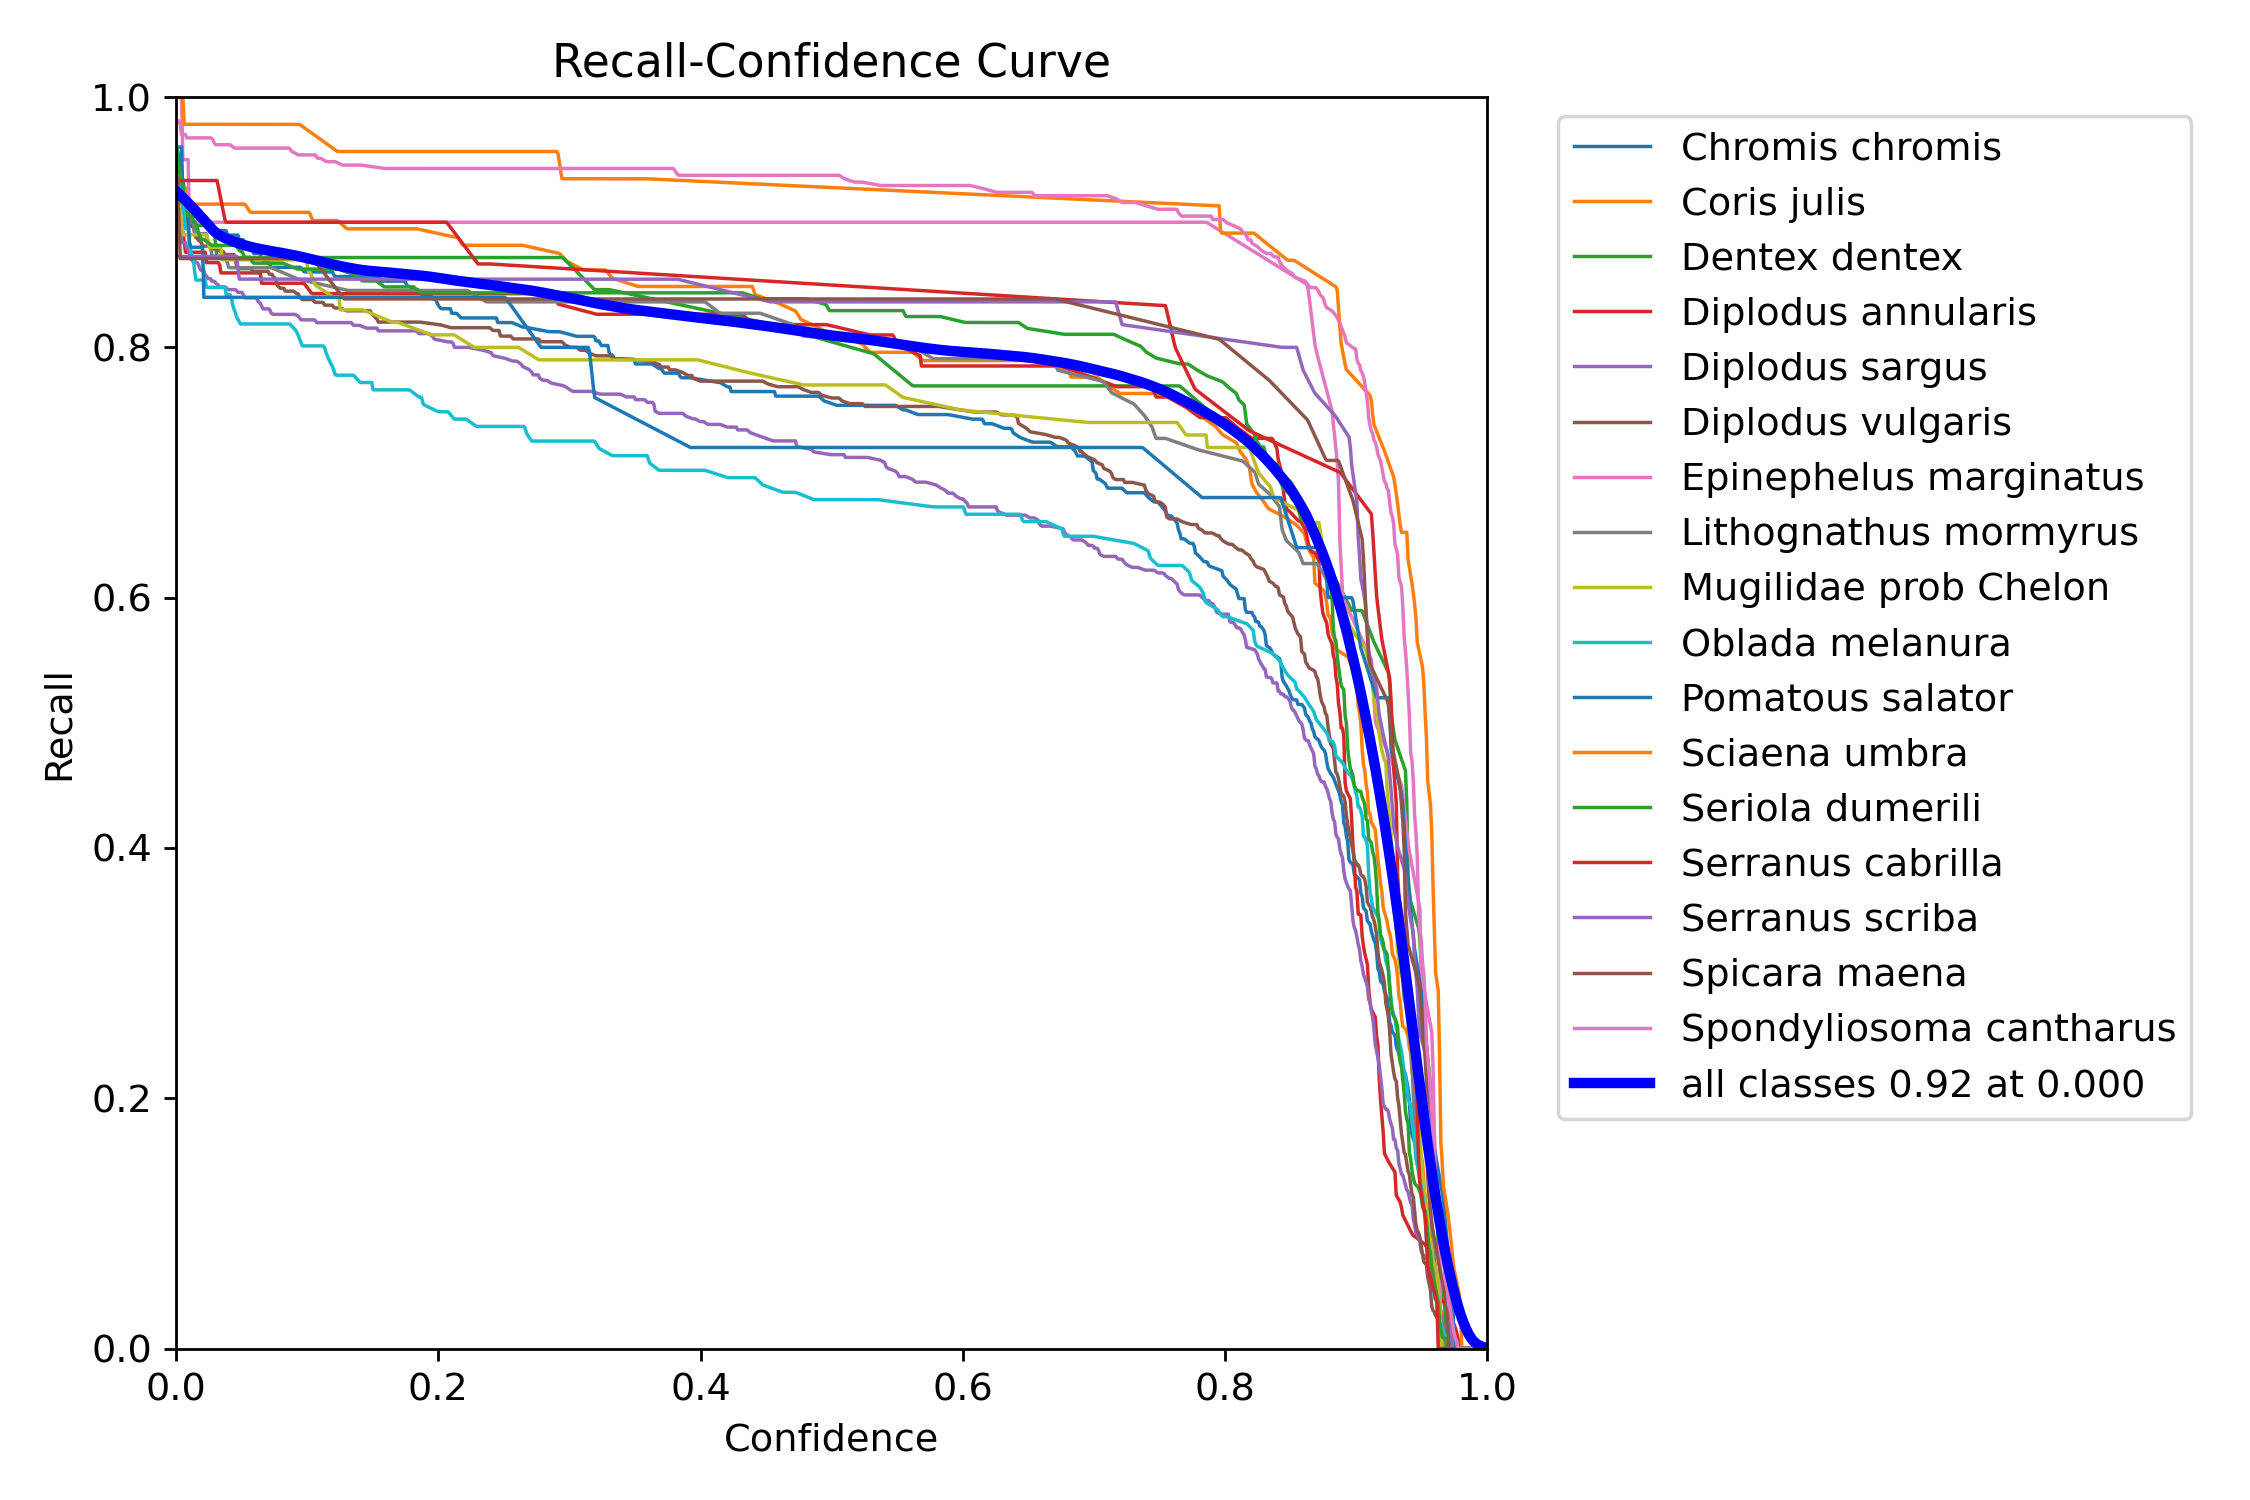 Recall-Confidence Curve
1.0
0.8
0.6
0.4
0.2
0.0
Recall
0.0 0.2 0.4 0.6 0.8 1.0
Confidence
Chromis chromis
Coris julis
Dentex dentex
Diplodus annularis
Diplodus sargus
Diplodus vulgaris
Epinephelus marginatus
Lithognathus mormyrus
Mugilidae prob Chelon
Oblada melanura
Pomatous salator
Sciaena umbra
Seriola dumerili
Serranus cabrilla
Serranus scriba
Spicara maena
Spondyliosoma cantharus
all classes 0.92 at 0.000